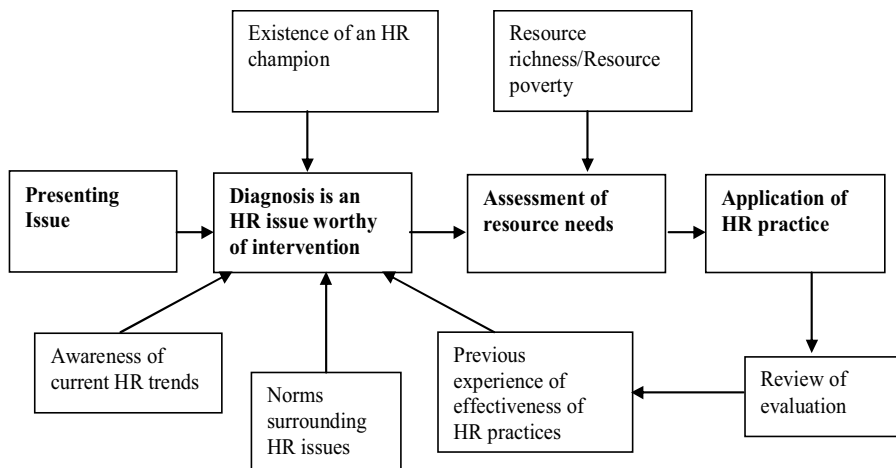 Existence of an HR
champion
Resource
richness/Resource
poverty
Presenting
Issue
Diagnosis is an
HR issue worthy
of intervention
Assessment of
resource needs
Application of
HR practice
Awareness of
current HR trends
Norms
surrounding
HR issues
Previous
experience of
effectiveness of
HR practices
Review of
evaluation